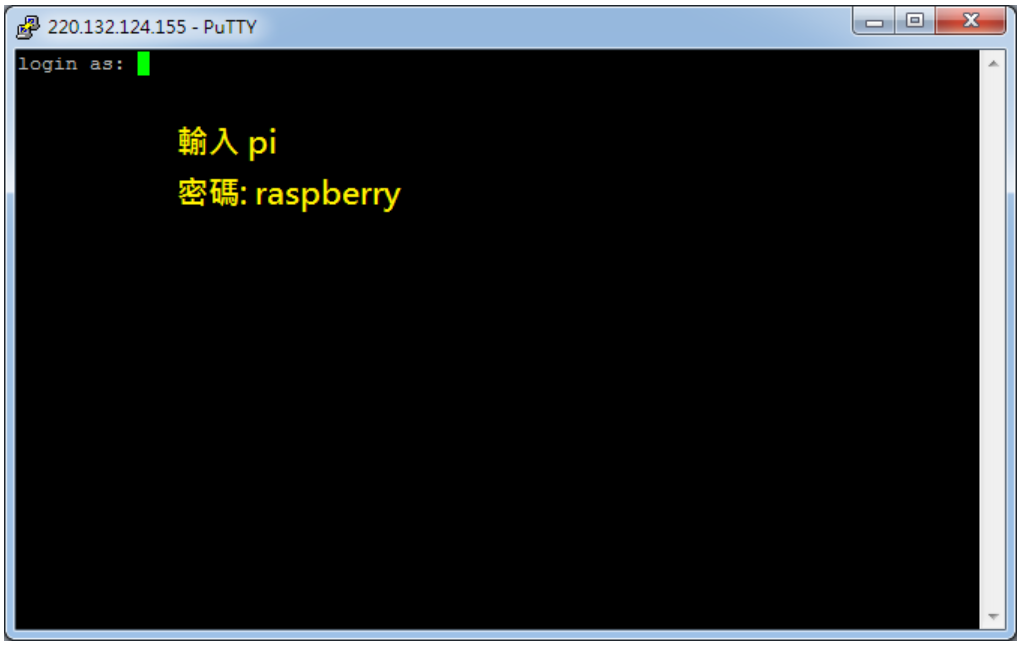 220.132.124.155 - PuTTY
login as:
輸入 pi
密碼: raspberry